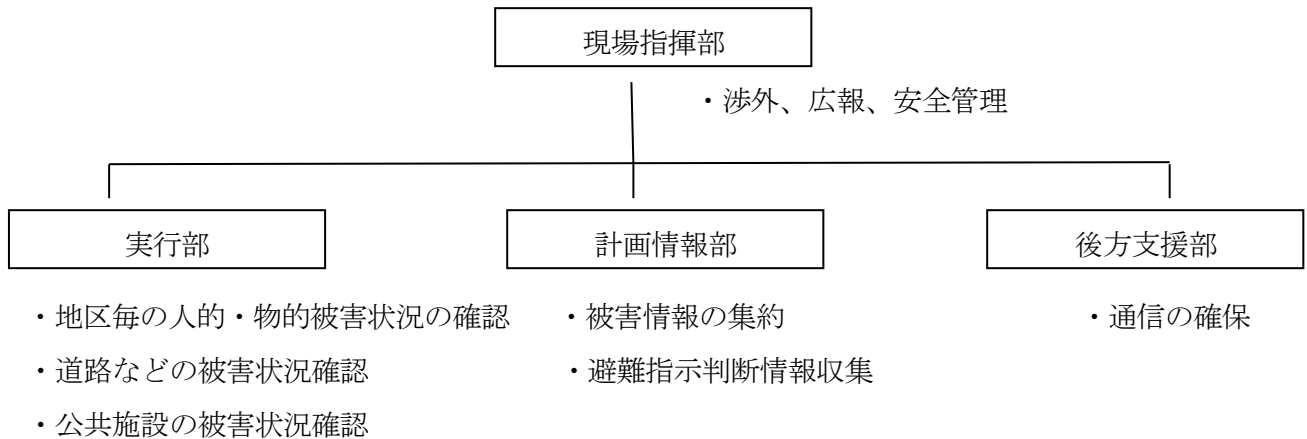 現場指揮部
・渉外、広報、安全管理
実行部
計画情報部
後方支援部
・地区毎の人的・物的被害状況の確認
・道路などの被害状況確認
・公共施設の被害状況確認
・被害情報の集約
・避難指示判断情報収集
・通信の確保